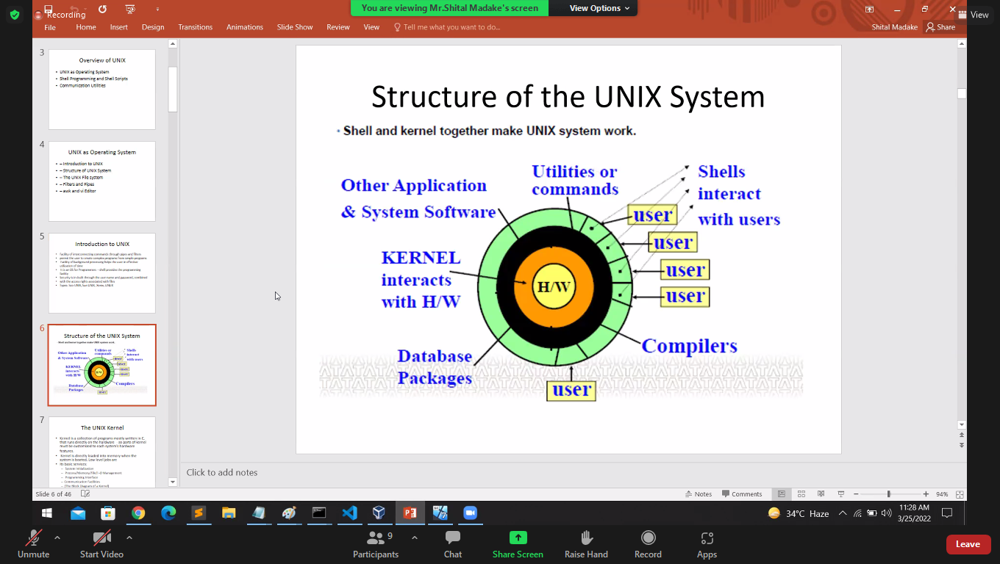 Recording
You are viewing Mr.Shital Madake's screen
View Options
View
File
Home
Insert
Design
Transitions
Animations
Slide Show
Review
View
Tell me what you want to do...
Shital Madake
Share
3
Overview of UNIX
• UNIX as Operating System
• Shell Programming and Shell Scripts
• Communication Utilities
4
UNIX as Operating System
• – Introduction to UNIX
• – Structure of UNIX System
• – The UNIX File system
• – Filters and Pipes
• – awk and vi Editor
5
Introduction to UNIX
• Facility of interconnecting commands through pipes and filters
• permit the user to create complex programs from simple programs
• Facility of background processing helps the user in effective
utilization of time
• It is an OS for Programmers - shell provides the programming
facility
• Security is in-built through the user name and password, combined
with the access rights associated with files
6
Structure of the UNIX System
Shell and kernel together make UNIX system work.
Other Application
& System Software
Utilities or
commands
Shells
interact
with users
user
user
user
user
KERNEL
interacts
with H/W
H/W
Database
Packages
Compilers
user
7
The UNIX Kernel
• Kernel is a collection of programs mostly written in C,
that runs directly on the hardware so parts of kernel
must be customized to each system's hardware
features.
• Kernel is directly loaded into memory when the
system is booted. Low level jobs are
• Its basic services:
– System Initialisation
– Programming Interface
– Communication Facilities
– (The Block Diagram of a Kernel)
Structure of the UNIX System
• Shell and kernel together make UNIX system work.
Other Application
& System Software
Utilities or
commands
Shells
interact
with users
user
user
user
user
KERNEL
interacts
with H/W
H/W
Database
Packages
Compilers
user
Click to add notes
Slide 6 of 46
Notes
Comments
94%
34°C Haze
11:28 AM
3/25/2022
Unmute
Start Video
Participants
9
Chat
Share Screen
Raise Hand
Record
Apps
Leave